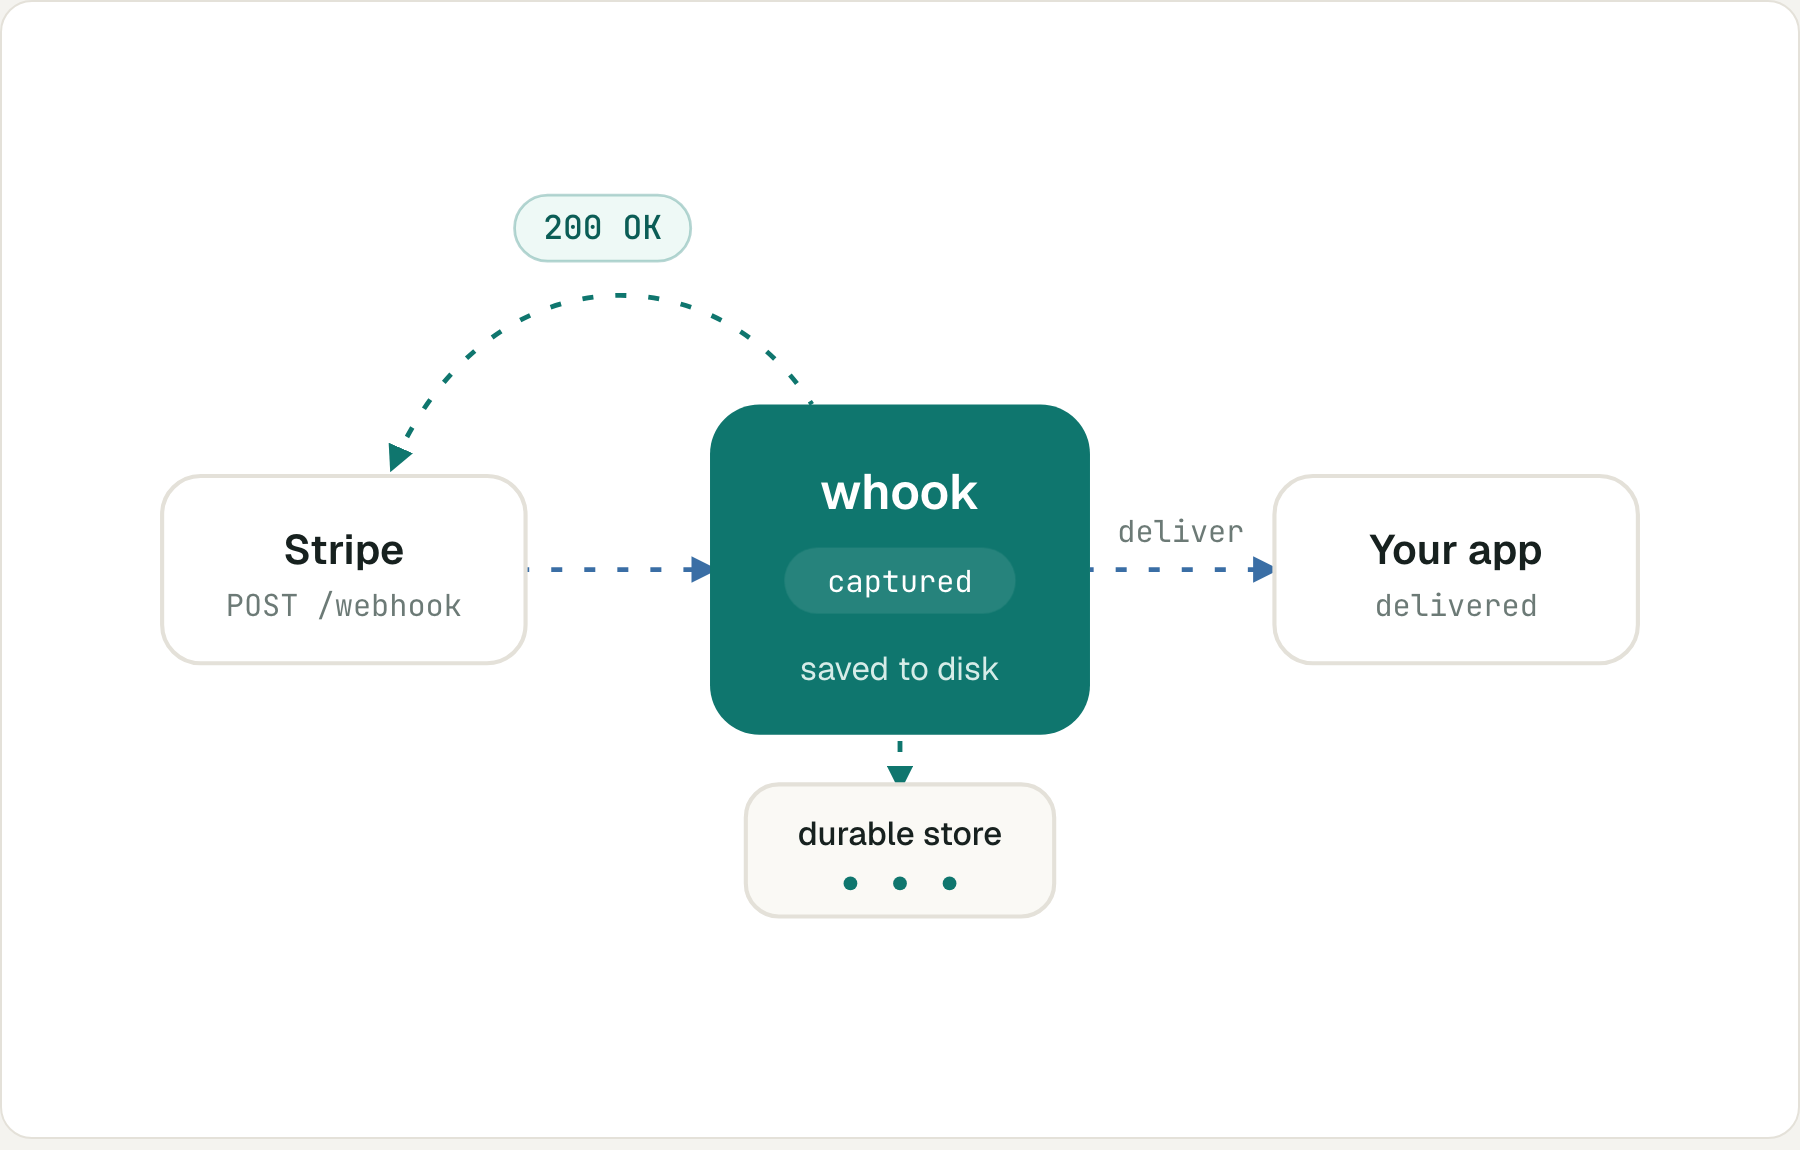 200 OK
Stripe
POST /webhook
whook
captured
saved to disk
deliver
Your app
delivered
durable store